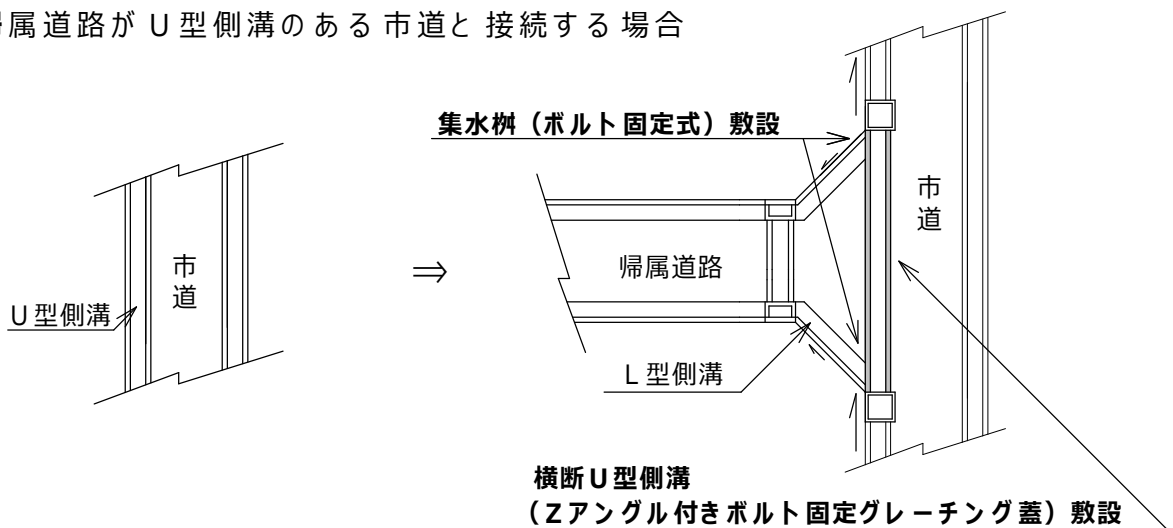 属道路がU型側溝のある市道と接続する場合
集水桝（ボルト固定式）敷設
市道
市道
帰属道路
⇒
U型側溝
L型側溝
横断U型側溝
（Zアングル付きボルト固定グレーチング蓋）敷設